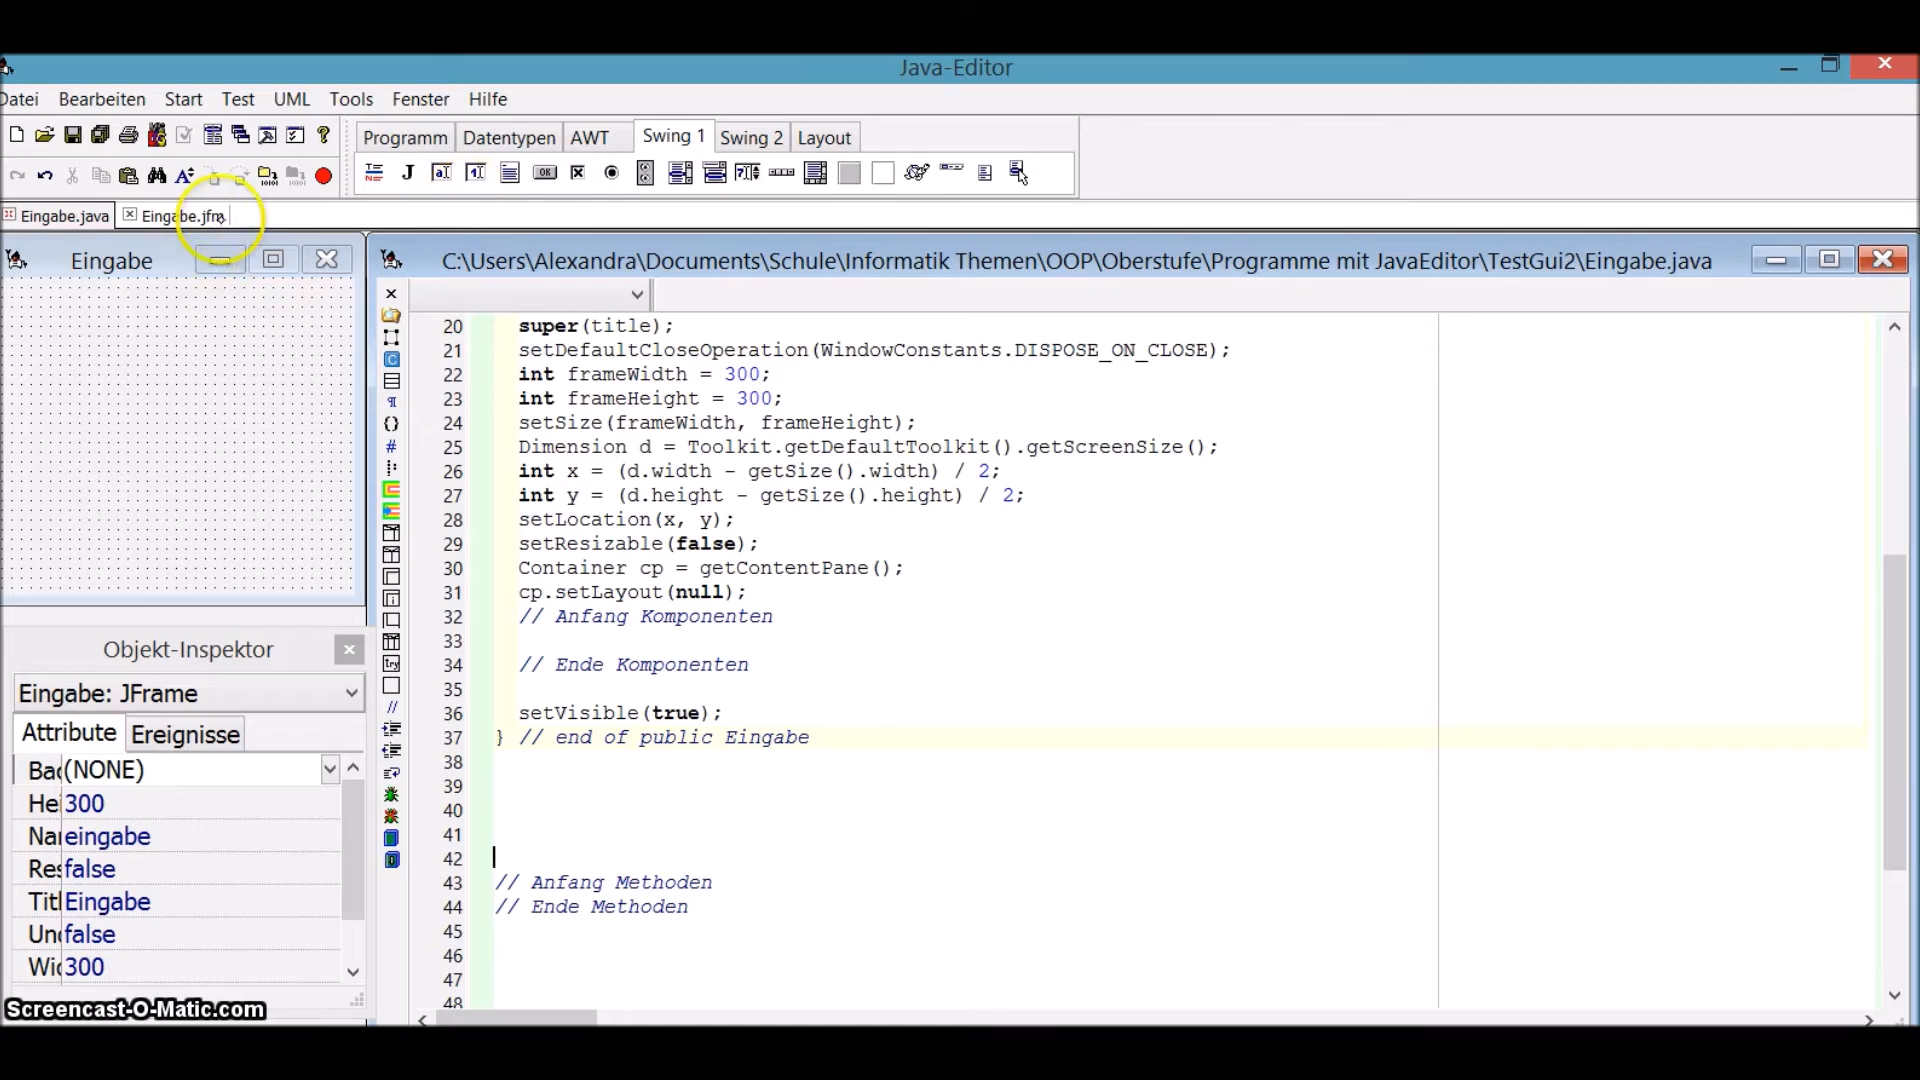 Java-Editor
Datei Bearbeiten Start Test UML Tools Fenster Hilfe
Programm Datentypen AWT Swing 1 Swing 2 Layout
Eingabe.java Eingabe.jfm
Eingabe
C:\Users\Alexandra\Documents\Schule\Informatik Themen\OOP\Oberstufe\Programme mit JavaEditor\TestGui2\Eingabe.java
20 super(title);
21 setDefaultCloseOperation(WindowConstants.DISPOSE_ON_CLOSE);
22 int frameWidth = 300;
23 int frameHeight = 300;
24 setSize(frameWidth, frameHeight);
25 Dimension d = Toolkit.getDefaultToolkit().getScreenSize();
26 int x = (d.width - getSize().width) / 2;
27 int y = (d.height - getSize().height) / 2;
28 setLocation(x, y);
29 setResizable(false);
30 Container cp = getContentPane();
31 cp.setLayout(null);
32 // Anfang Komponenten
33
34 // Ende Komponenten
35
36 setVisible(true);
37 } // end of public Eingabe
38
39
40
41
42
43 // Anfang Methoden
44 // Ende Methoden
45
46
47
48
Objekt-Inspektor
Eingabe: JFrame
Attribute Ereignisse
Bac (NONE)
Hei 300
Nar eingabe
Res false
Titl Eingabe
Und false
Wid 300
Screencast-O-Matic.com